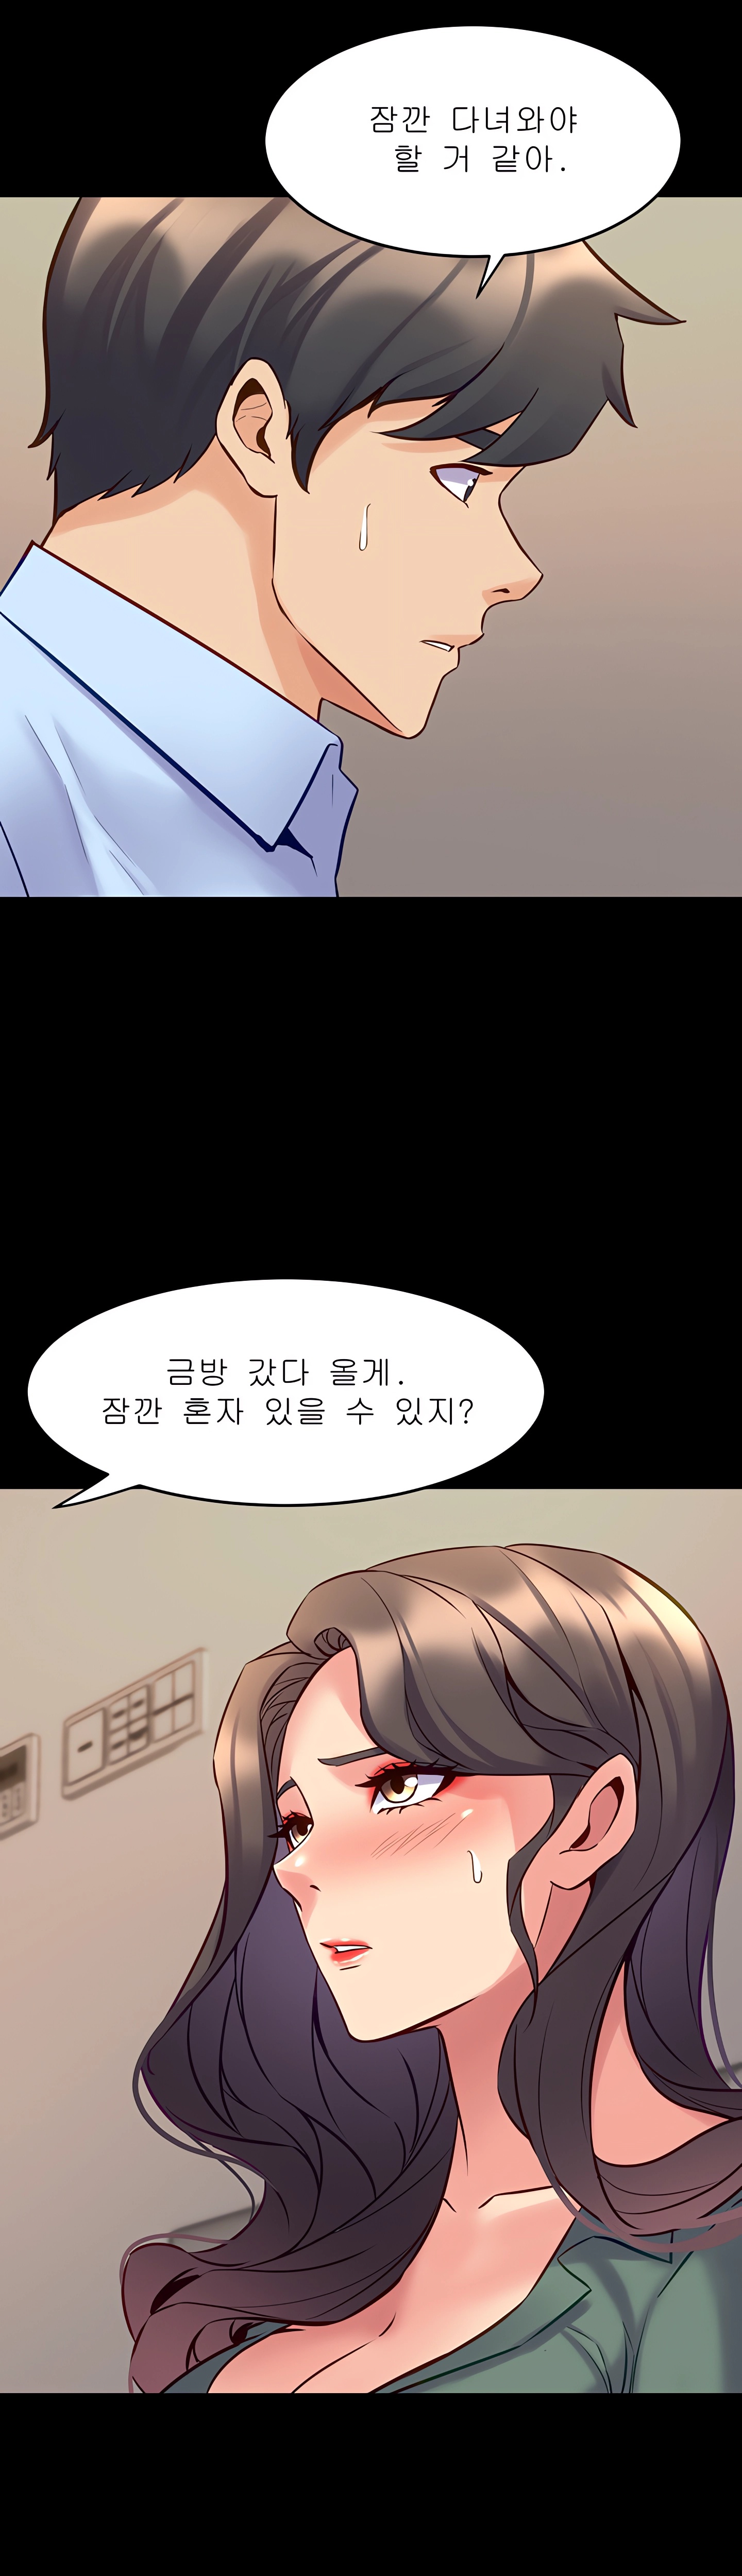 잠깐 다녀와야
할 거 같아.
금방 갔다 올게.
잠깐 혼자 있을 수 있지?